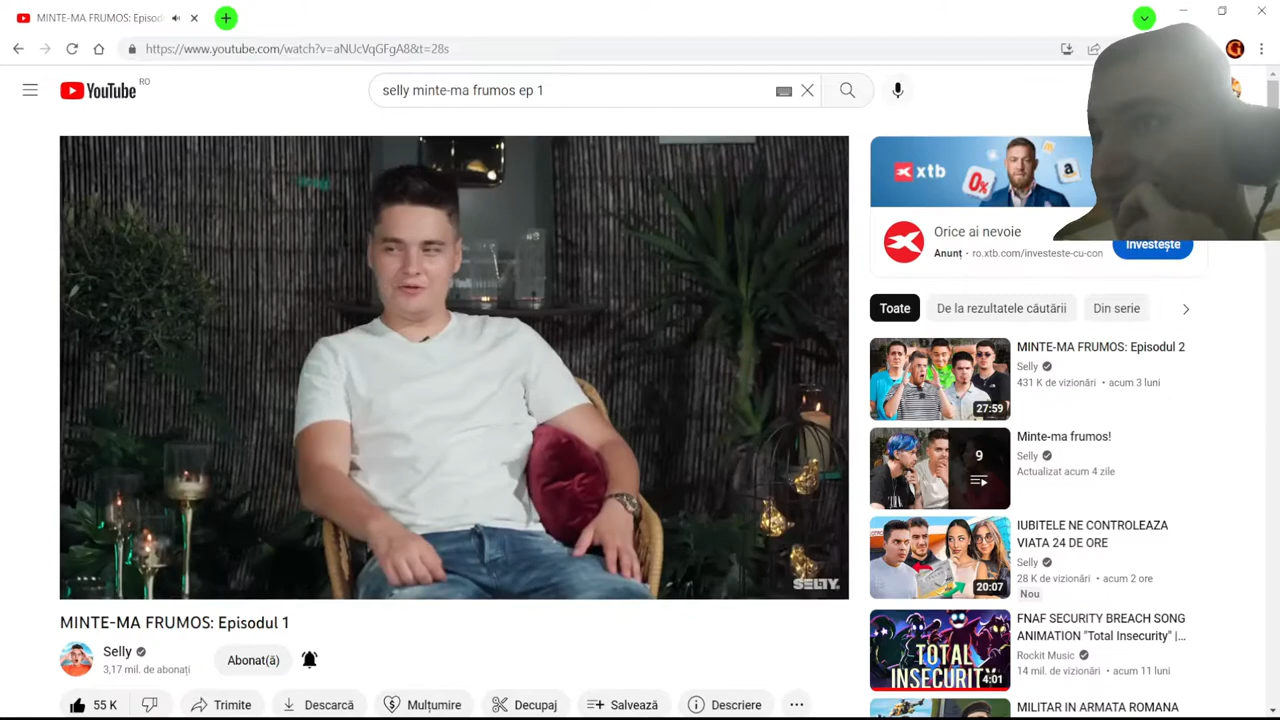 MINTE-MA FRUMOS: Episod
https://www.youtube.com/watch?v=aNUcVqGFgA8&t=28s
G
YouTube RO
selly minte-ma frumos ep 1
xtb
0%
a
Orice ai nevoie
Anunț • ro.xtb.com/investeste-cu-con
Investește
Toate
De la rezultatele căutării
Din serie
MINTE-MA FRUMOS: Episodul 2
Selly
431 K de vizionări • acum 3 luni
27:59
Minte-ma frumos!
Selly
Actualizat acum 4 zile
9
IUBITELE NE CONTROLEAZA
VIATA 24 DE ORE
Selly
28 K de vizionări • acum 2 ore
Nou
20:07
FNAF SECURITY BREACH SONG
ANIMATION "Total Insecurity" |...
Rockit Music
14 mil. de vizionări • acum 11 luni
TOTAL
INSECURITY
4:01
MILITAR IN ARMATA ROMANA
SELLY.
MINTE-MA FRUMOS: Episodul 1
Selly
3,17 mil. de abonați
Abonat(ă)
55 K
Trimite
Descarcă
Mulțumire
Decupaj
Salvează
Descriere